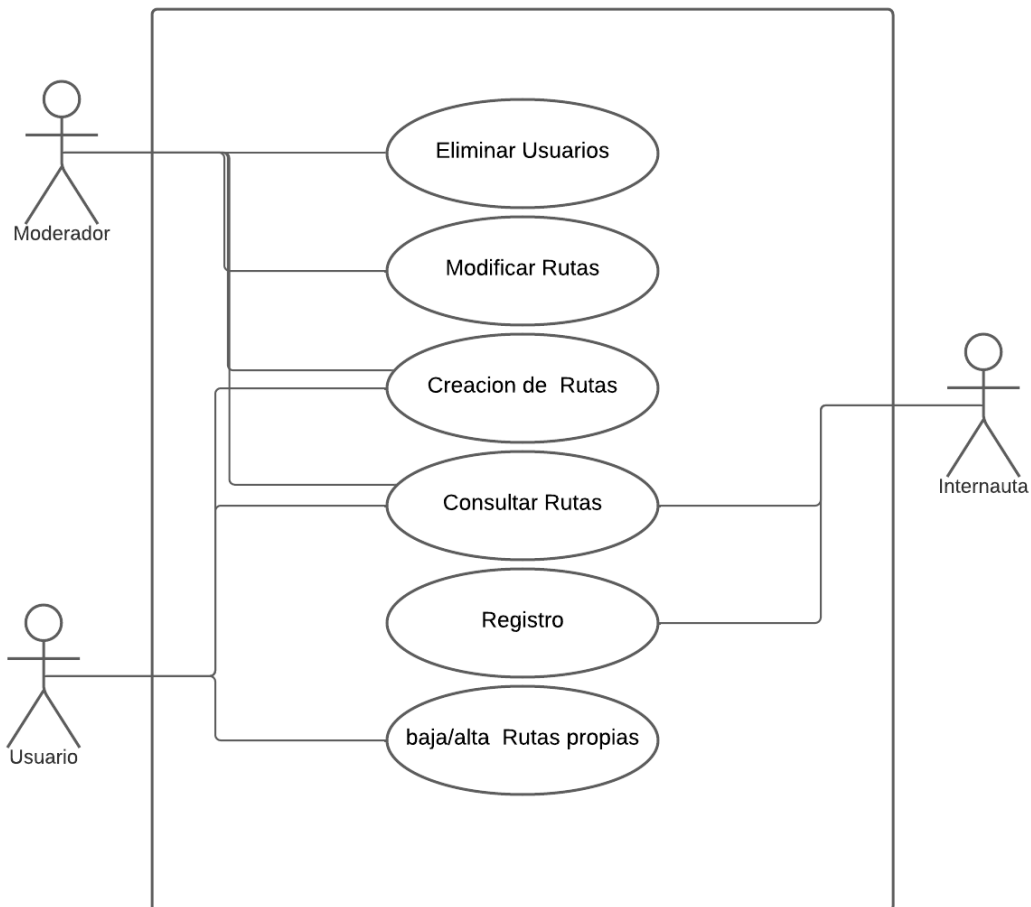 Eliminar Usuarios
Moderador
Modificar Rutas
Creacion de  Rutas
Internauta
Consultar Rutas
Registro
baja/alta  Rutas propias
Usuario